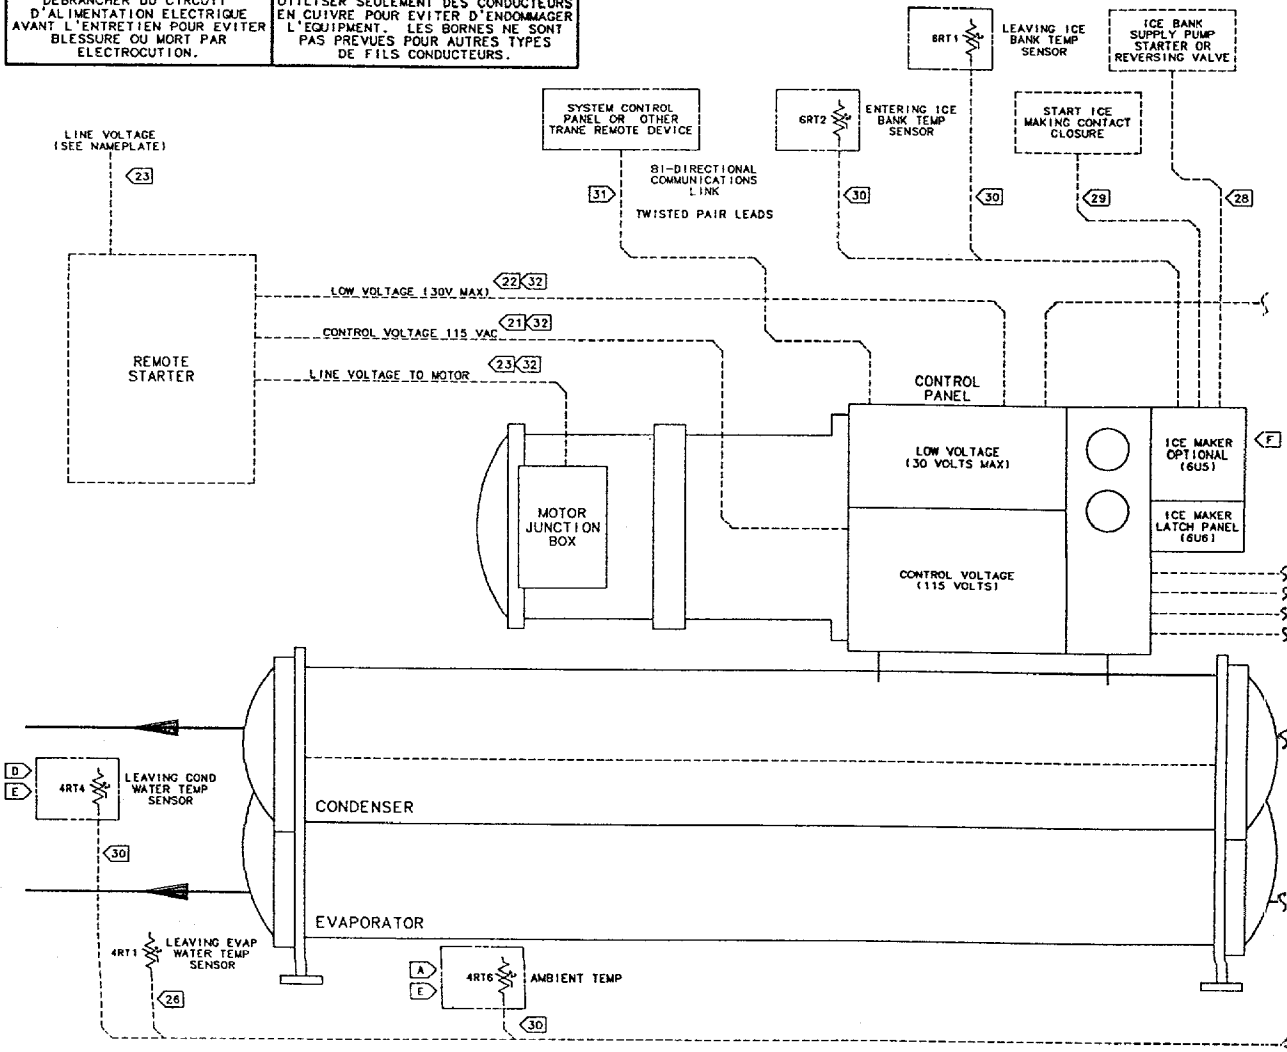 DEBRANCHER DU CIRCUIT
D'ALIMENTATION ELECTRIQUE
AVANT L'ENTRETIEN POUR EVITER
BLESSURE OU MORT PAR
ELECTROCUTION.
UTILISER SEULEMENT DES CONDUCTEURS
EN CUIVRE POUR EVITER D'ENDOMMAGER
L'EQUIPMENT. LES BORNES NE SONT
PAS PREVUES POUR AUTRES TYPES
DE FILS CONDUCTEURS.
6RT1
LEAVING ICE
BANK TEMP
SENSOR
ICE BANK
SUPPLY PUMP
STARTER OR
REVERSING VALVE
SYSTEM CONTROL
PANEL OR OTHER
TRANE REMOTE DEVICE
6RT2
ENTERING ICE
BANK TEMP
SENSOR
START ICE
MAKING CONTACT
CLOSURE
LINE VOLTAGE
(SEE NAMEPLATE)
23
31
BI-DIRECTIONAL
COMMUNICATIONS
LINK
TWISTED PAIR LEADS
30
30
29
28
LOW VOLTAGE (30V MAX)
22
32
CONTROL VOLTAGE 115 VAC
21
32
LINE VOLTAGE TO MOTOR
23
32
REMOTE
STARTER
CONTROL
PANEL
LOW VOLTAGE
(30 VOLTS MAX)
ICE MAKER
OPTIONAL
(6U5)
F
MOTOR
JUNCTION
BOX
ICE MAKER
LATCH PANEL
(6U6)
CONTROL VOLTAGE
(115 VOLTS)
D
E
4RT4
LEAVING COND
WATER TEMP
SENSOR
CONDENSER
30
EVAPORATOR
4RT1
LEAVING EVAP
WATER TEMP
SENSOR
26
A
E
4RT6
AMBIENT TEMP
30